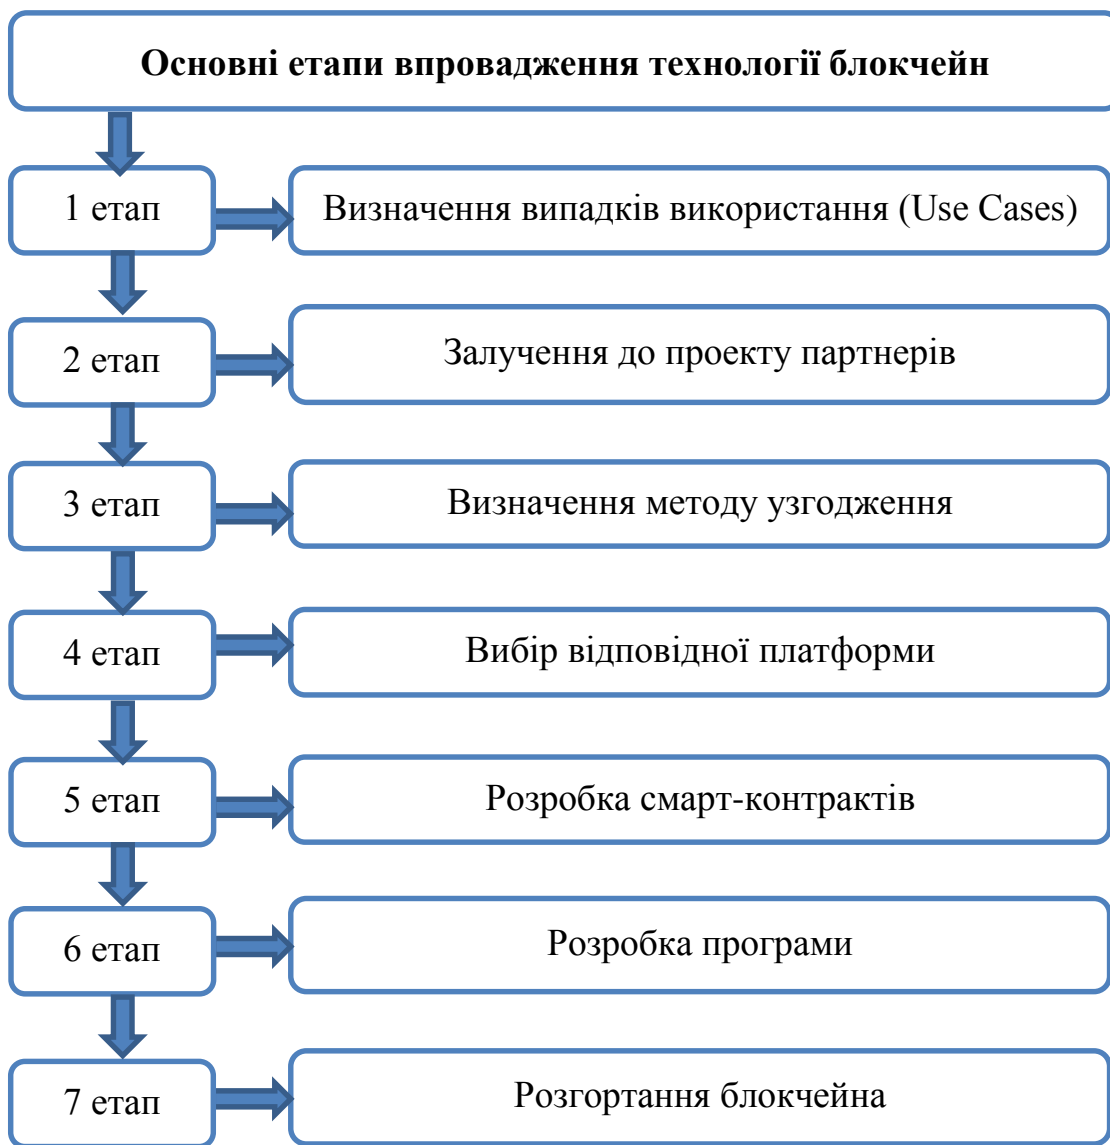 Основні етапи впровадження технології блокчейн
1 етап
Визначення випадків використання (Use Cases)
2 етап
Залучення до проекту партнерів
3 етап
Визначення методу узгодження
4 етап
Вибір відповідної платформи
5 етап
Розробка смарт-контрактів
6 етап
Розробка програми
7 етап
Розгортання блокчейна